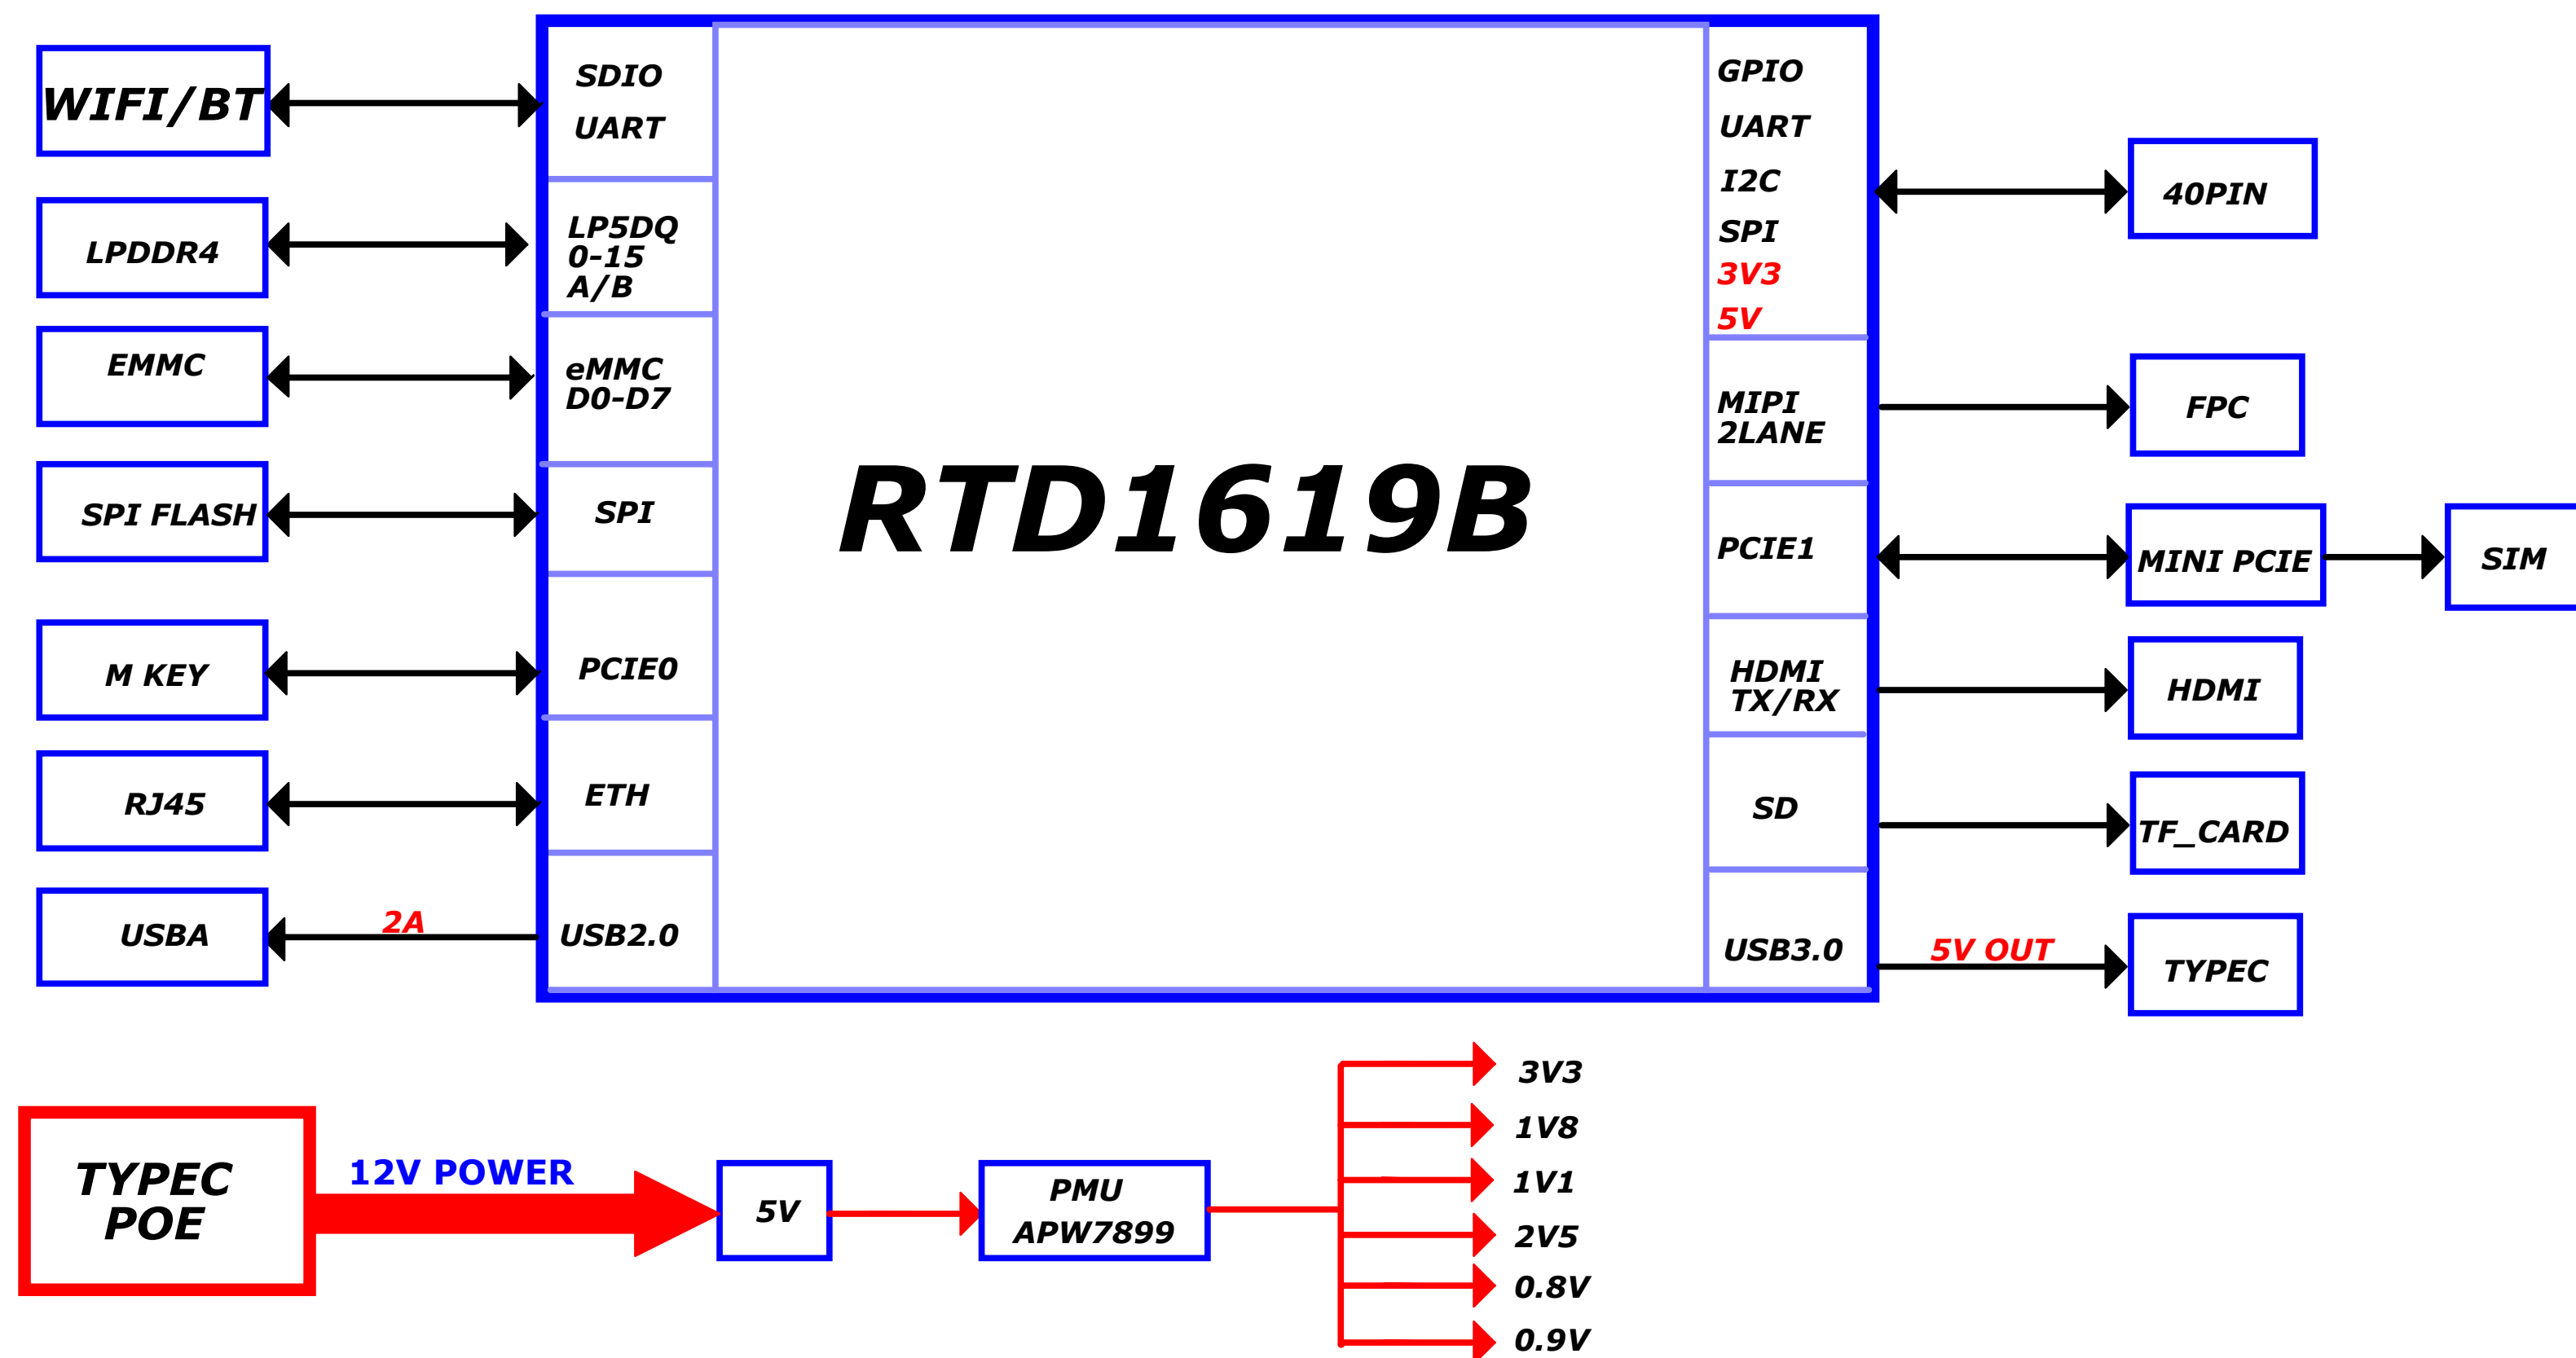 WIFI/BT
LPDDR4
EMMC
SPI FLASH
M KEY
RJ45
USBA
2A
SDIO
UART
LP5DQ
0-15
A/B
eMMC
D0-D7
SPI
PCIE0
ETH
USB2.0
RTD1619B
GPIO
UART
I2C
SPI
3V3
5V
MIPI
2LANE
PCIE1
HDMI
TX/RX
SD
USB3.0
5V OUT
40PIN
FPC
MINI PCIE
SIM
HDMI
TF_CARD
TYPEC
TYPEC
POE
12V POWER
5V
PMU
APW7899
3V3
1V8
1V1
2V5
0.8V
0.9V